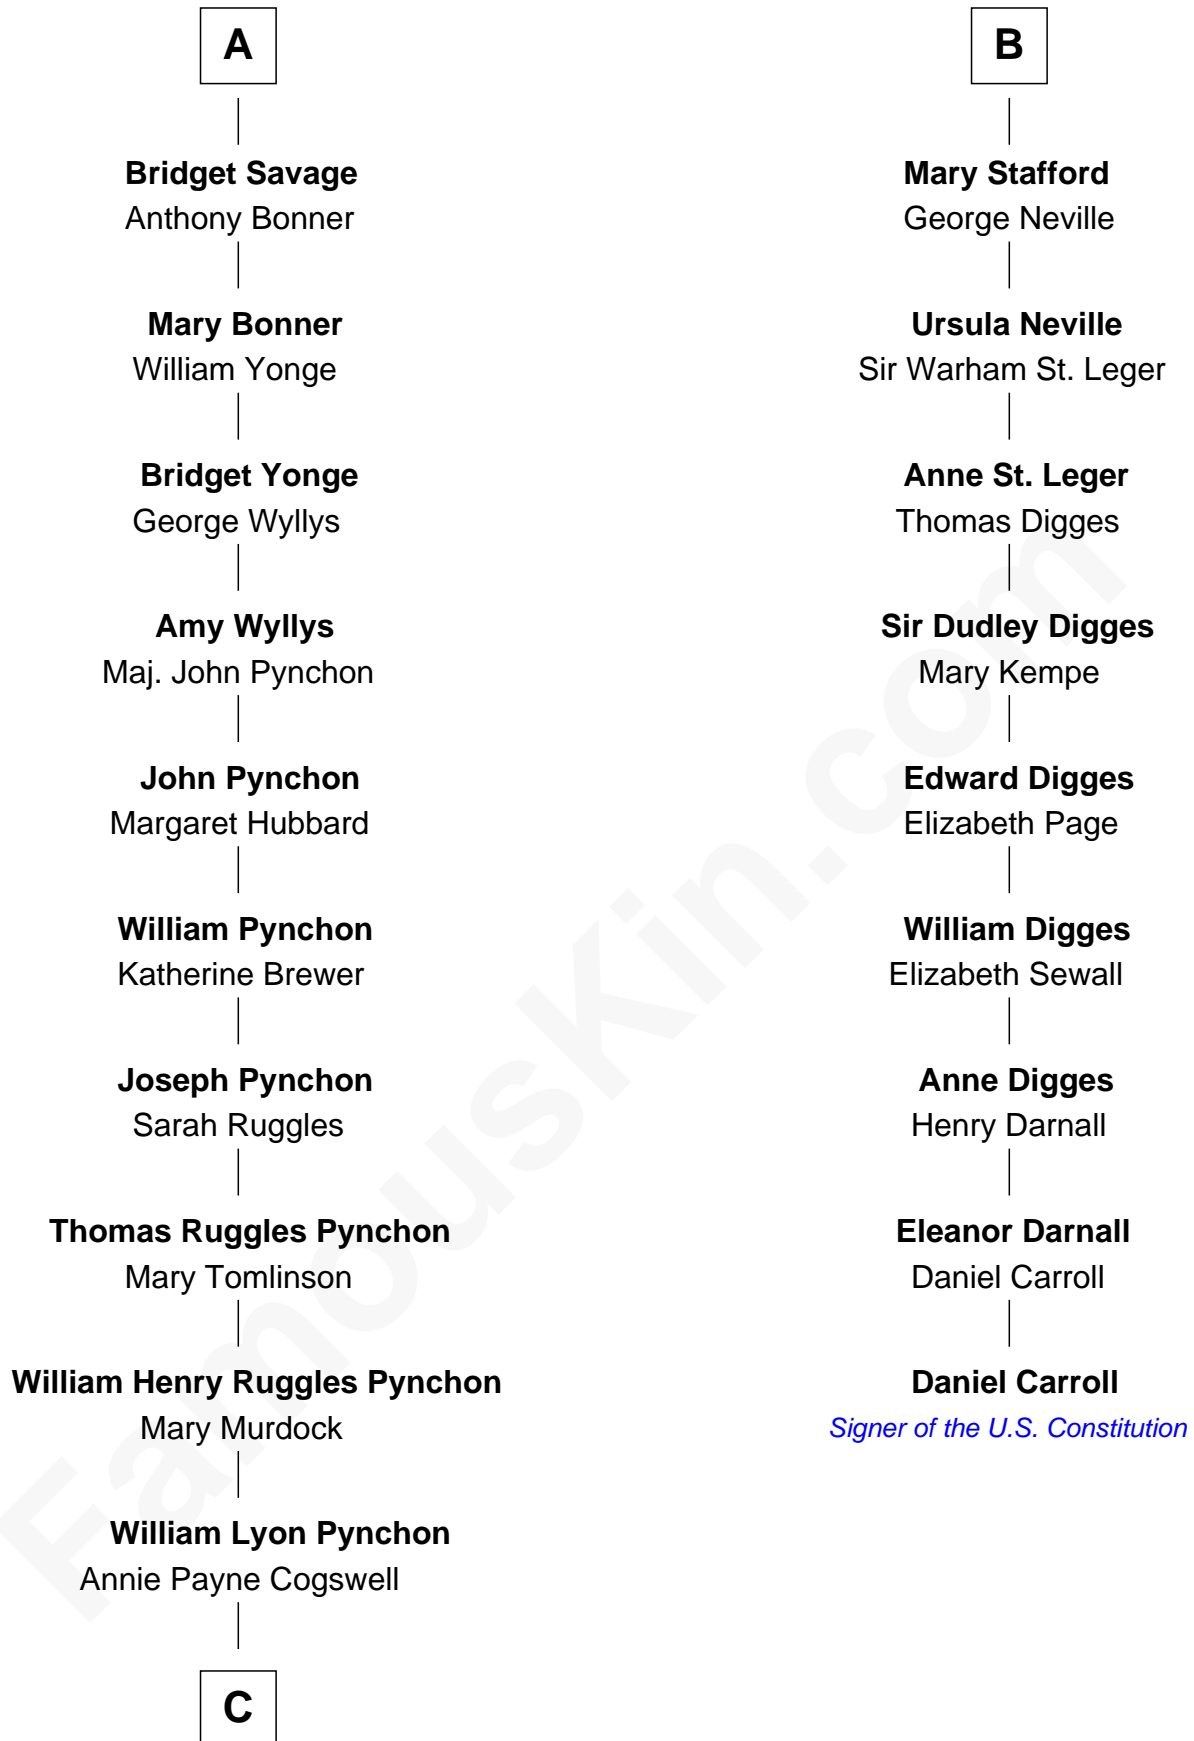 A
Bridget Savage
Anthony Bonner
Mary Bonner
William Yonge
Bridget Yonge
George Wyllys
Amy Wyllys
Maj. John Pynchon
John Pynchon
Margaret Hubbard
William Pynchon
Katherine Brewer
Joseph Pynchon
Sarah Ruggles
Thomas Ruggles Pynchon
Mary Tomlinson
William Henry Ruggles Pynchon
Mary Murdock
William Lyon Pynchon
Annie Payne Cogswell
C
B
Mary Stafford
George Neville
Ursula Neville
Sir Warham St. Leger
Anne St. Leger
Thomas Digges
Sir Dudley Digges
Mary Kempe
Edward Digges
Elizabeth Page
William Digges
Elizabeth Sewall
Anne Digges
Henry Darnall
Eleanor Darnall
Daniel Carroll
Daniel Carroll
Signer of the U.S. Constitution
FamousKin.com